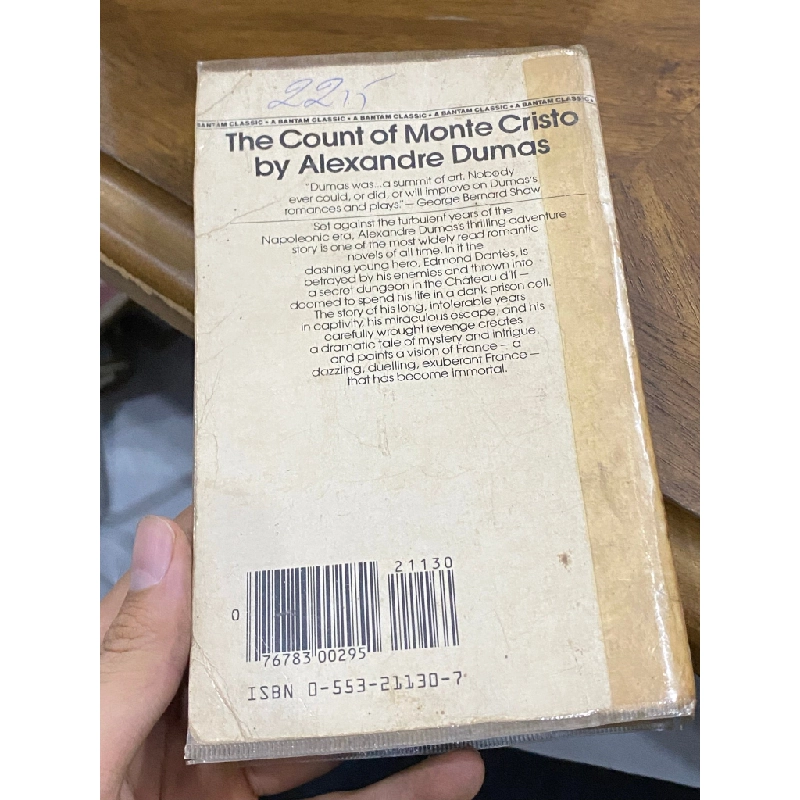 22
BANTAM CLASSIC • A BANTAM CLASSIC • A BANTAM CLASSIC • A BANTAM CLASSIC •
The Count of Monte Cristo
by Alexandre Dumas
"Dumas was...a summit of art. Nobody
ever could, or did, or will improve on Dumas's
romances and plays."—George Bernard Shaw
Set against the turbulent years of the
Napoleonic era, Alexandre Dumas's thrilling adventure
story is one of the most widely read romantic
novels of all time. In it the
dashing young hero, Edmond Dantès, is
betrayed by his enemies and thrown into
a secret dungeon in the Chateau d'If—
doomed to spend his life in a dank prison cell.
The story of his long, intolerable years
in captivity, his miraculous escape, and his
carefully wrought revenge creates
a dramatic tale of mystery and intrigue
and paints a vision of France—a
dazzling, duelling, exuberant France—
that has become immortal.
21130
0
76783 00295
ISBN 0-553-21130-7